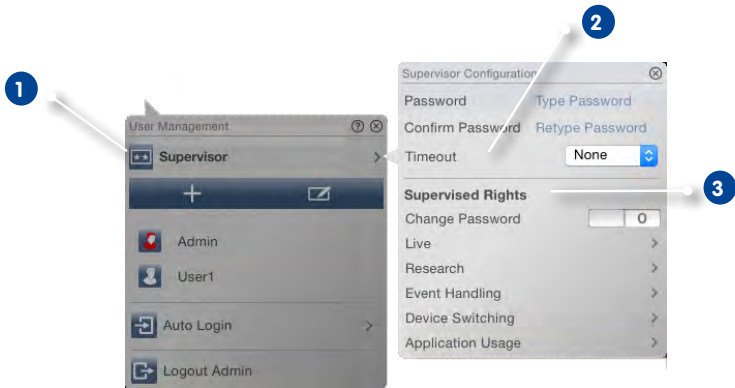 2
1
Supervisor Configuration
Password Type Password
User Management
Confirm Password Retype Password
Supervisor
Timeout None
3
Supervised Rights
Change Password O
Admin
Live
User1
Research
Event Handling
Auto Login
Device Switching
Application Usage
Logout Admin